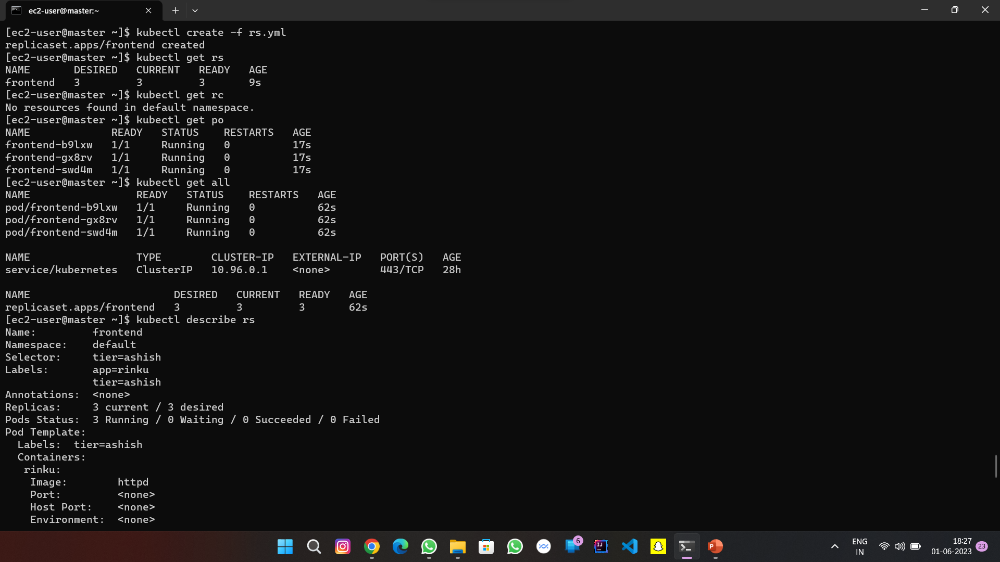 ec2-user@master:~
[ec2-user@master ~]$ kubectl create -f rs.yml
replicaset.apps/frontend created
[ec2-user@master ~]$ kubectl get rs
NAME       DESIRED   CURRENT   READY   AGE
frontend   3         3         3       9s
[ec2-user@master ~]$ kubectl get rc
No resources found in default namespace.
[ec2-user@master ~]$ kubectl get po
NAME             READY   STATUS    RESTARTS   AGE
frontend-b9lxw   1/1     Running   0          17s
frontend-gx8rv   1/1     Running   0          17s
frontend-swd4m   1/1     Running   0          17s
[ec2-user@master ~]$ kubectl get all
NAME                 READY   STATUS    RESTARTS   AGE
pod/frontend-b9lxw   1/1     Running   0          62s
pod/frontend-gx8rv   1/1     Running   0          62s
pod/frontend-swd4m   1/1     Running   0          62s
NAME                 TYPE        CLUSTER-IP   EXTERNAL-IP   PORT(S)   AGE
service/kubernetes   ClusterIP   10.96.0.1    <none>        443/TCP   28h
NAME                       DESIRED   CURRENT   READY   AGE
replicaset.apps/frontend   3         3         3       62s
[ec2-user@master ~]$ kubectl describe rs
Name:         frontend
Namespace:    default
Selector:     tier=ashish
Labels:       app=rinku
              tier=ashish
Annotations:  <none>
Replicas:     3 current / 3 desired
Pods Status:  3 Running / 0 Waiting / 0 Succeeded / 0 Failed
Pod Template:
  Labels:  tier=ashish
  Containers:
   rinku:
    Image:        httpd
    Port:         <none>
    Host Port:    <none>
    Environment:  <none>
6
IJ
P
ENG
IN
18:27
01-06-2023
23